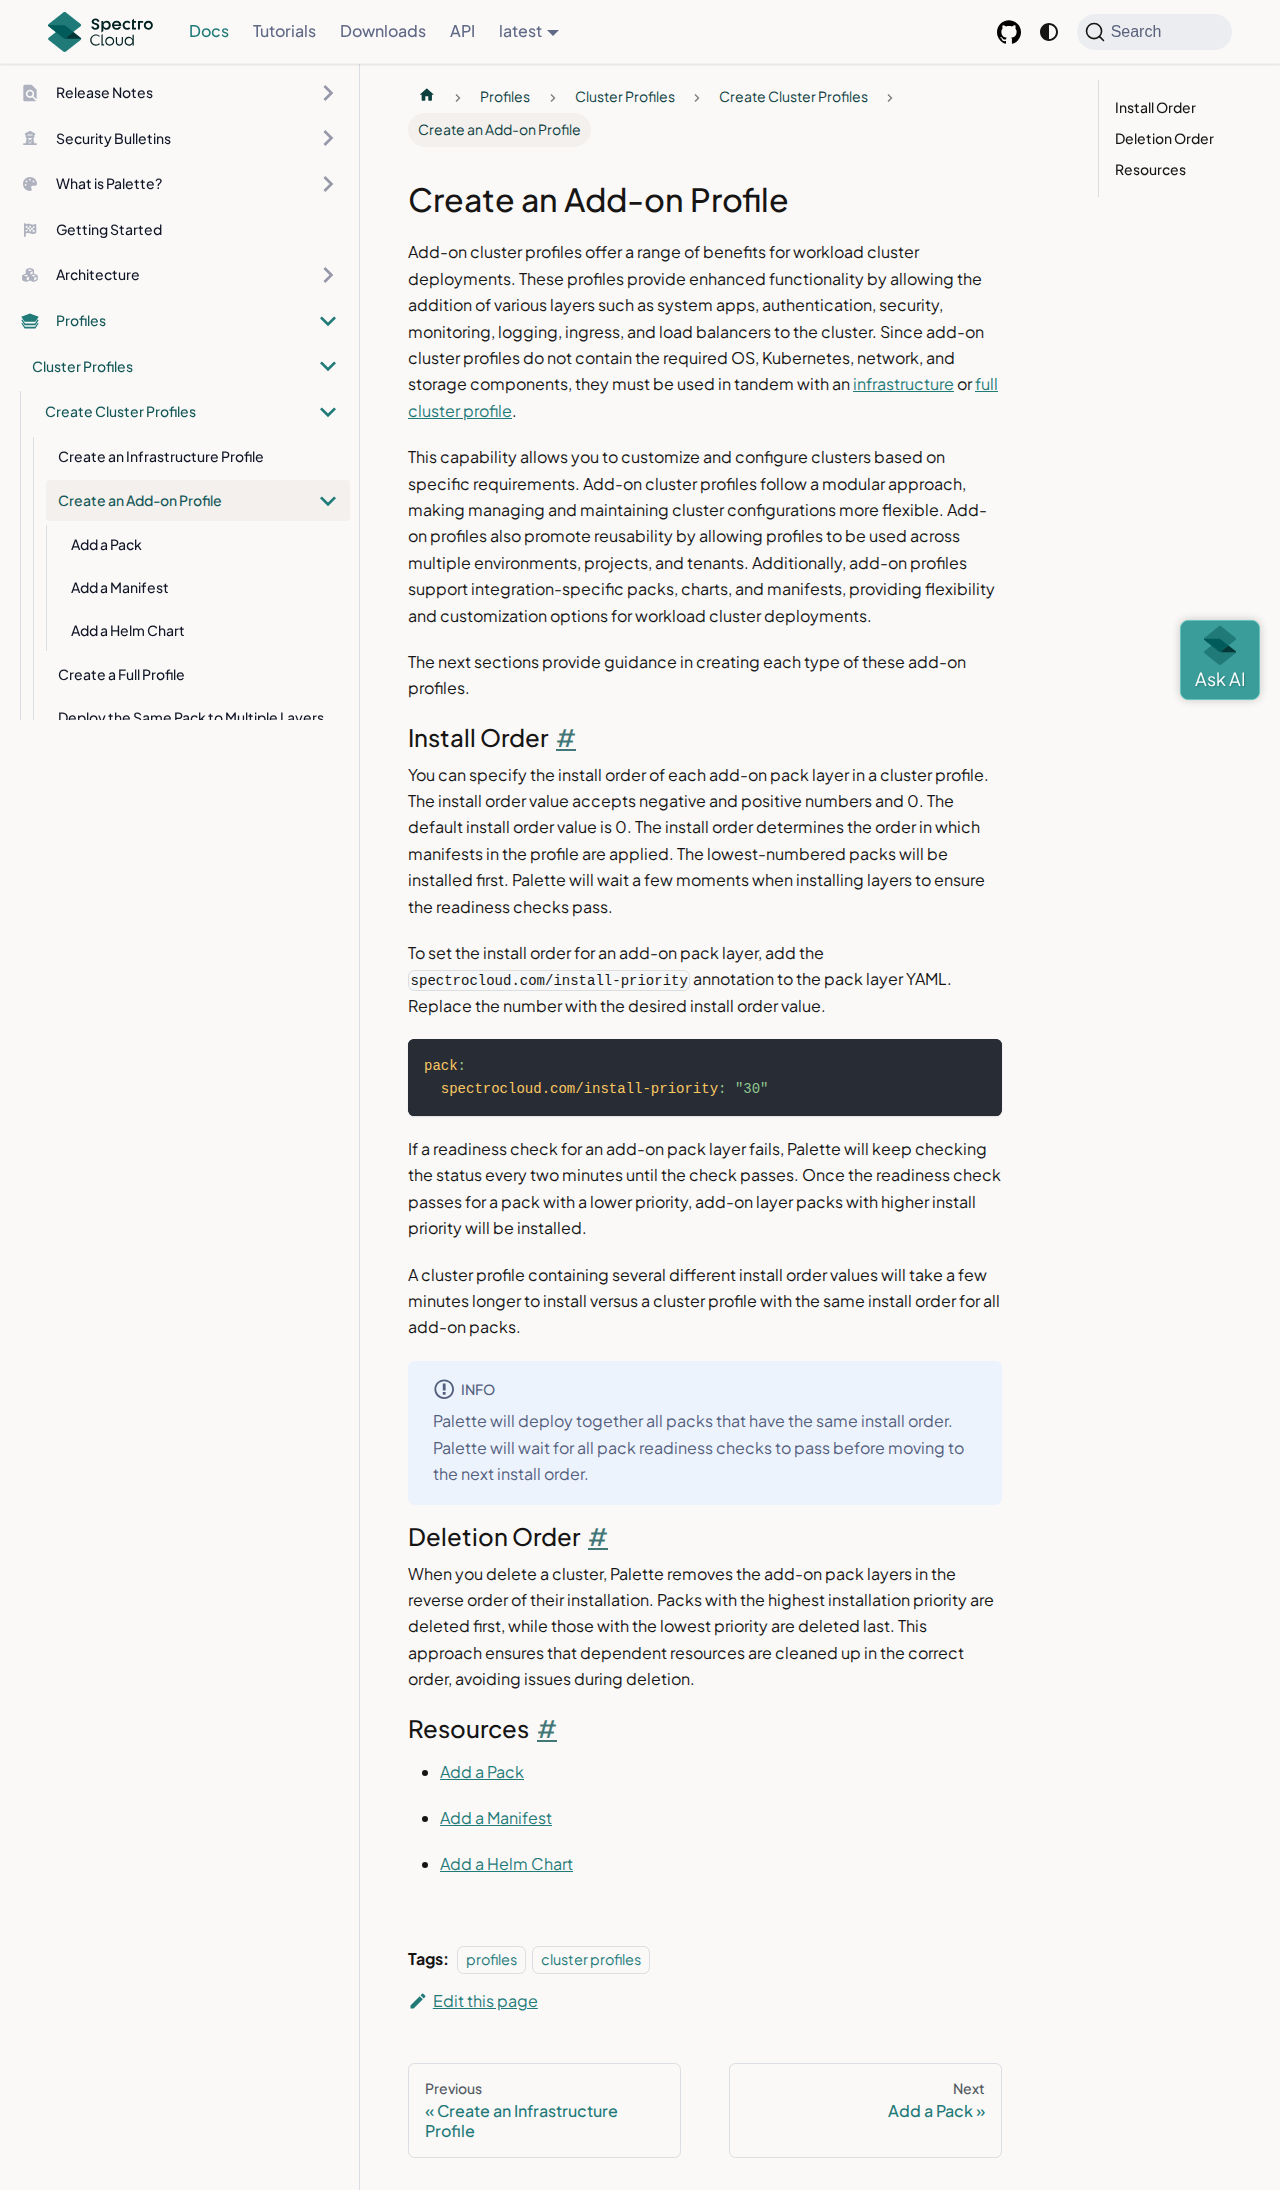 Spectro
Cloud
Docs
Tutorials
Downloads
API
latest
Search
Release Notes
Security Bulletins
What is Palette?
Getting Started
Architecture
Profiles
Cluster Profiles
Create Cluster Profiles
Create an Infrastructure Profile
Create an Add-on Profile
Add a Pack
Add a Manifest
Add a Helm Chart
Create a Full Profile
Deploy the Same Pack to Multiple Layers
Profiles
Cluster Profiles
Create Cluster Profiles
Create an Add-on Profile
Create an Add-on Profile
Add-on cluster profiles offer a range of benefits for workload cluster
deployments. These profiles provide enhanced functionality by allowing the
addition of various layers such as system apps, authentication, security,
monitoring, logging, ingress, and load balancers to the cluster. Since add-on
cluster profiles do not contain the required OS, Kubernetes, network, and
storage components, they must be used in tandem with an infrastructure or full
cluster profile.
This capability allows you to customize and configure clusters based on
specific requirements. Add-on cluster profiles follow a modular approach,
making managing and maintaining cluster configurations more flexible. Add-
on profiles also promote reusability by allowing profiles to be used across
multiple environments, projects, and tenants. Additionally, add-on profiles
support integration-specific packs, charts, and manifests, providing flexibility
and customization options for workload cluster deployments.
The next sections provide guidance in creating each type of these add-on
profiles.
Install Order #
You can specify the install order of each add-on pack layer in a cluster profile.
The install order value accepts negative and positive numbers and 0. The
default install order value is 0. The install order determines the order in which
manifests in the profile are applied. The lowest-numbered packs will be
installed first. Palette will wait a few moments when installing layers to ensure
the readiness checks pass.
To set the install order for an add-on pack layer, add the
spectrocloud.com/install-priority annotation to the pack layer YAML.
Replace the number with the desired install order value.
pack:
spectrocloud.com/install-priority: "30"
If a readiness check for an add-on pack layer fails, Palette will keep checking
the status every two minutes until the check passes. Once the readiness check
passes for a pack with a lower priority, add-on layer packs with higher install
priority will be installed.
A cluster profile containing several different install order values will take a few
minutes longer to install versus a cluster profile with the same install order for all
add-on packs.
INFO
Palette will deploy together all packs that have the same install order.
Palette will wait for all pack readiness checks to pass before moving to
the next install order.
Deletion Order #
When you delete a cluster, Palette removes the add-on pack layers in the
reverse order of their installation. Packs with the highest installation priority are
deleted first, while those with the lowest priority are deleted last. This
approach ensures that dependent resources are cleaned up in the correct
order, avoiding issues during deletion.
Resources #
Add a Pack
Add a Manifest
Add a Helm Chart
Tags: profiles cluster profiles
Edit this page
Previous
« Create an Infrastructure
Profile
Next
Add a Pack »
Install Order
Deletion Order
Resources
Ask AI